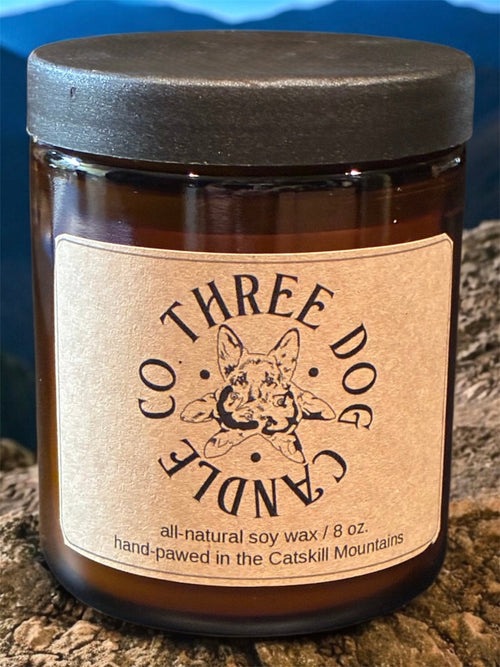 THREE DOG CANDLE CO.
all-natural soy wax / 8 oz.
hand-pawed in the Catskill Mountains